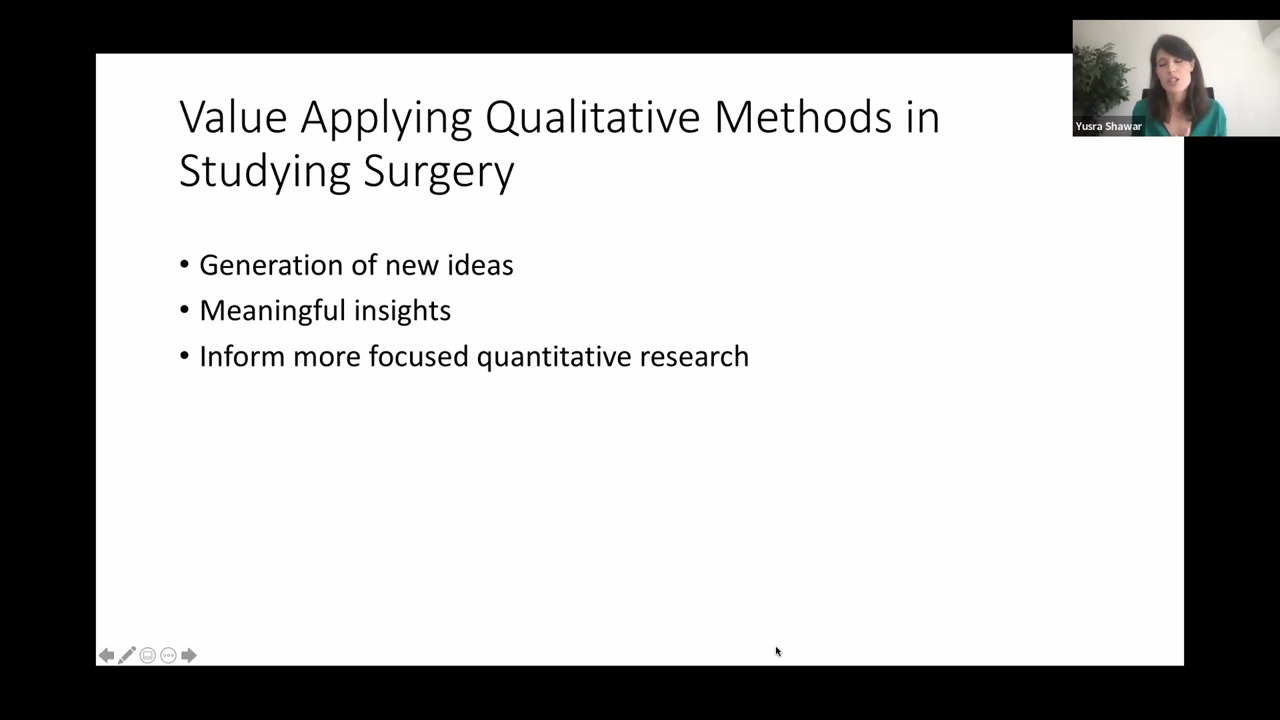 Value Applying Qualitative Methods in
Studying Surgery
• Generation of new ideas
• Meaningful insights
• Inform more focused quantitative research
Yusra Shawar